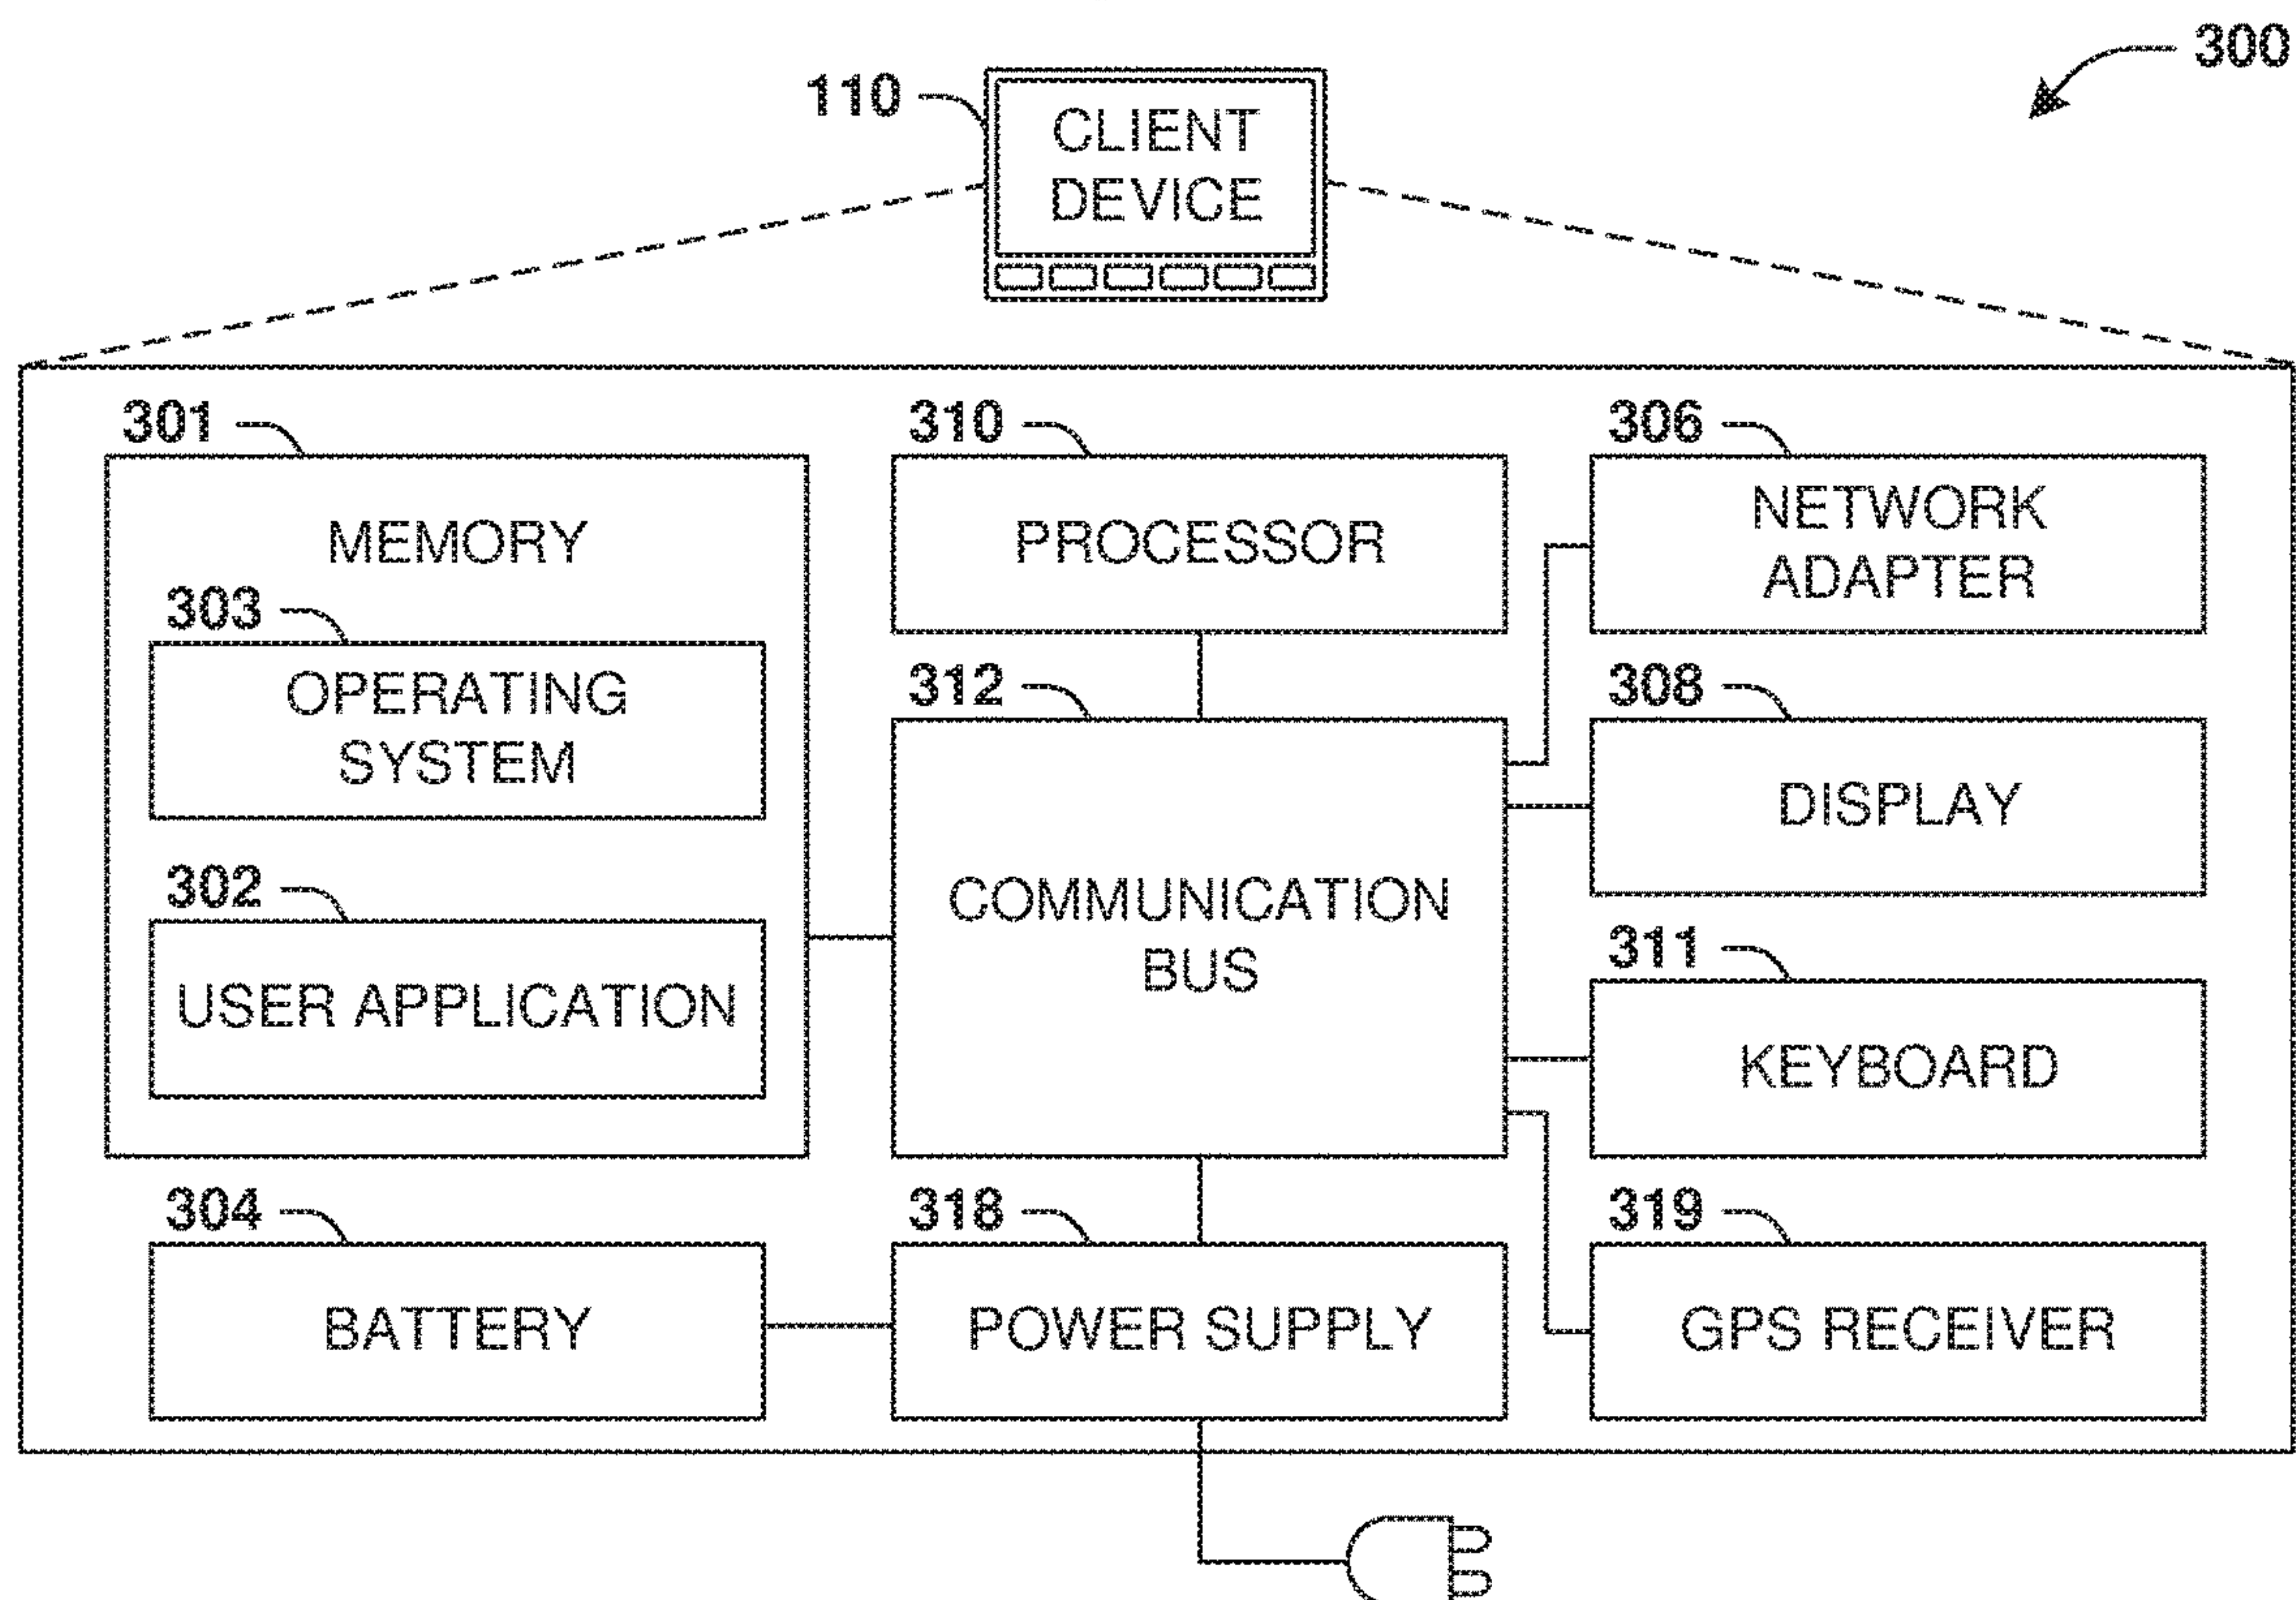 300
110
CLIENT
DEVICE
301
MEMORY
303
OPERATING
SYSTEM
302
USER APPLICATION
304
BATTERY
310
PROCESSOR
312
COMMUNICATION
BUS
318
POWER SUPPLY
306
NETWORK
ADAPTER
308
DISPLAY
311
KEYBOARD
319
GPS RECEIVER